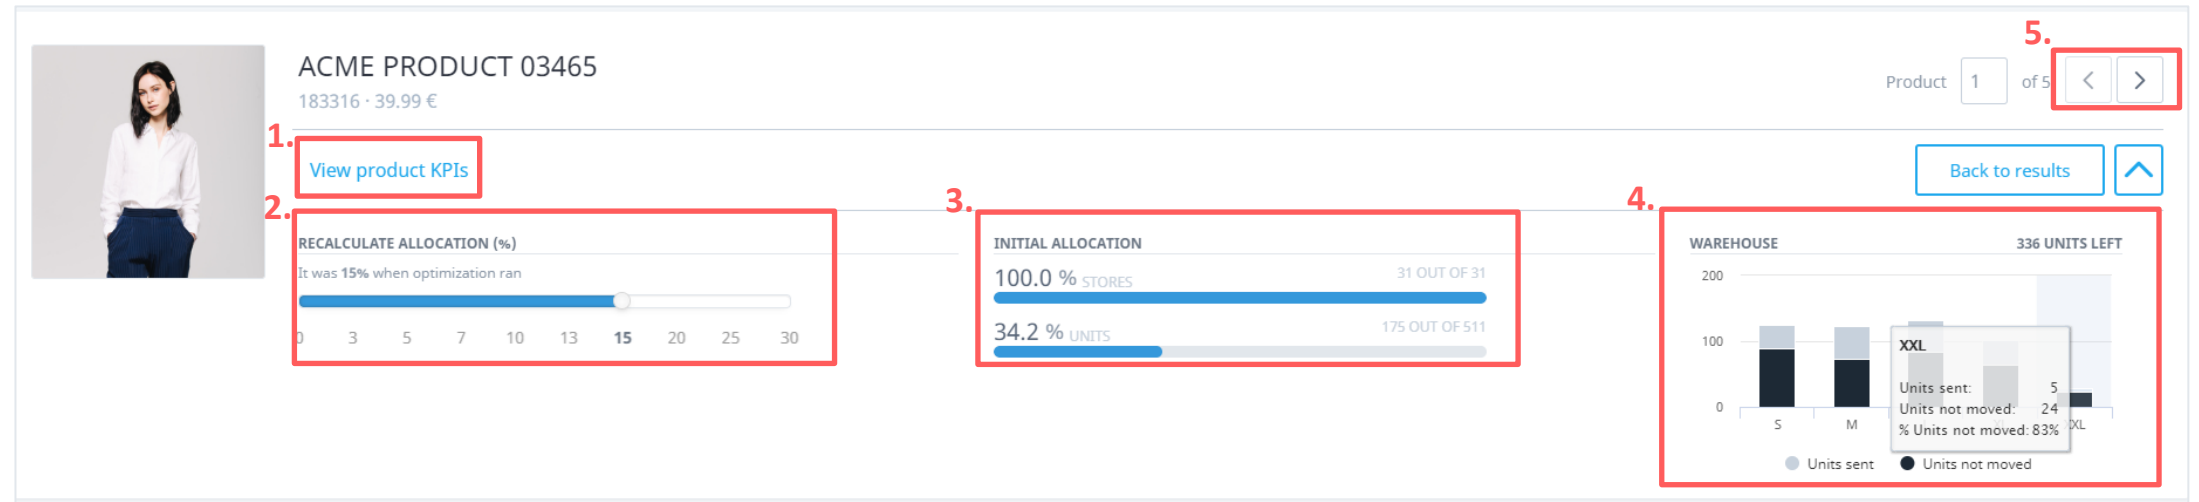 5.
ACME PRODUCT 03465
183316 · 39.99 €
Product 1 of 5
1.
View product KPIs
Back to results
2.
3.
4.
RECALCULATE ALLOCATION (%)
It was 15% when optimization ran
0 3 5 7 10 13 15 20 25 30
INITIAL ALLOCATION
100.0 % STORES 31 OUT OF 31
34.2 % UNITS 175 OUT OF 511
WAREHOUSE 336 UNITS LEFT
200
100
0
S M XXL
XXL
Units sent: 5
Units not moved: 24
% Units not moved: 83%
Units sent Units not moved